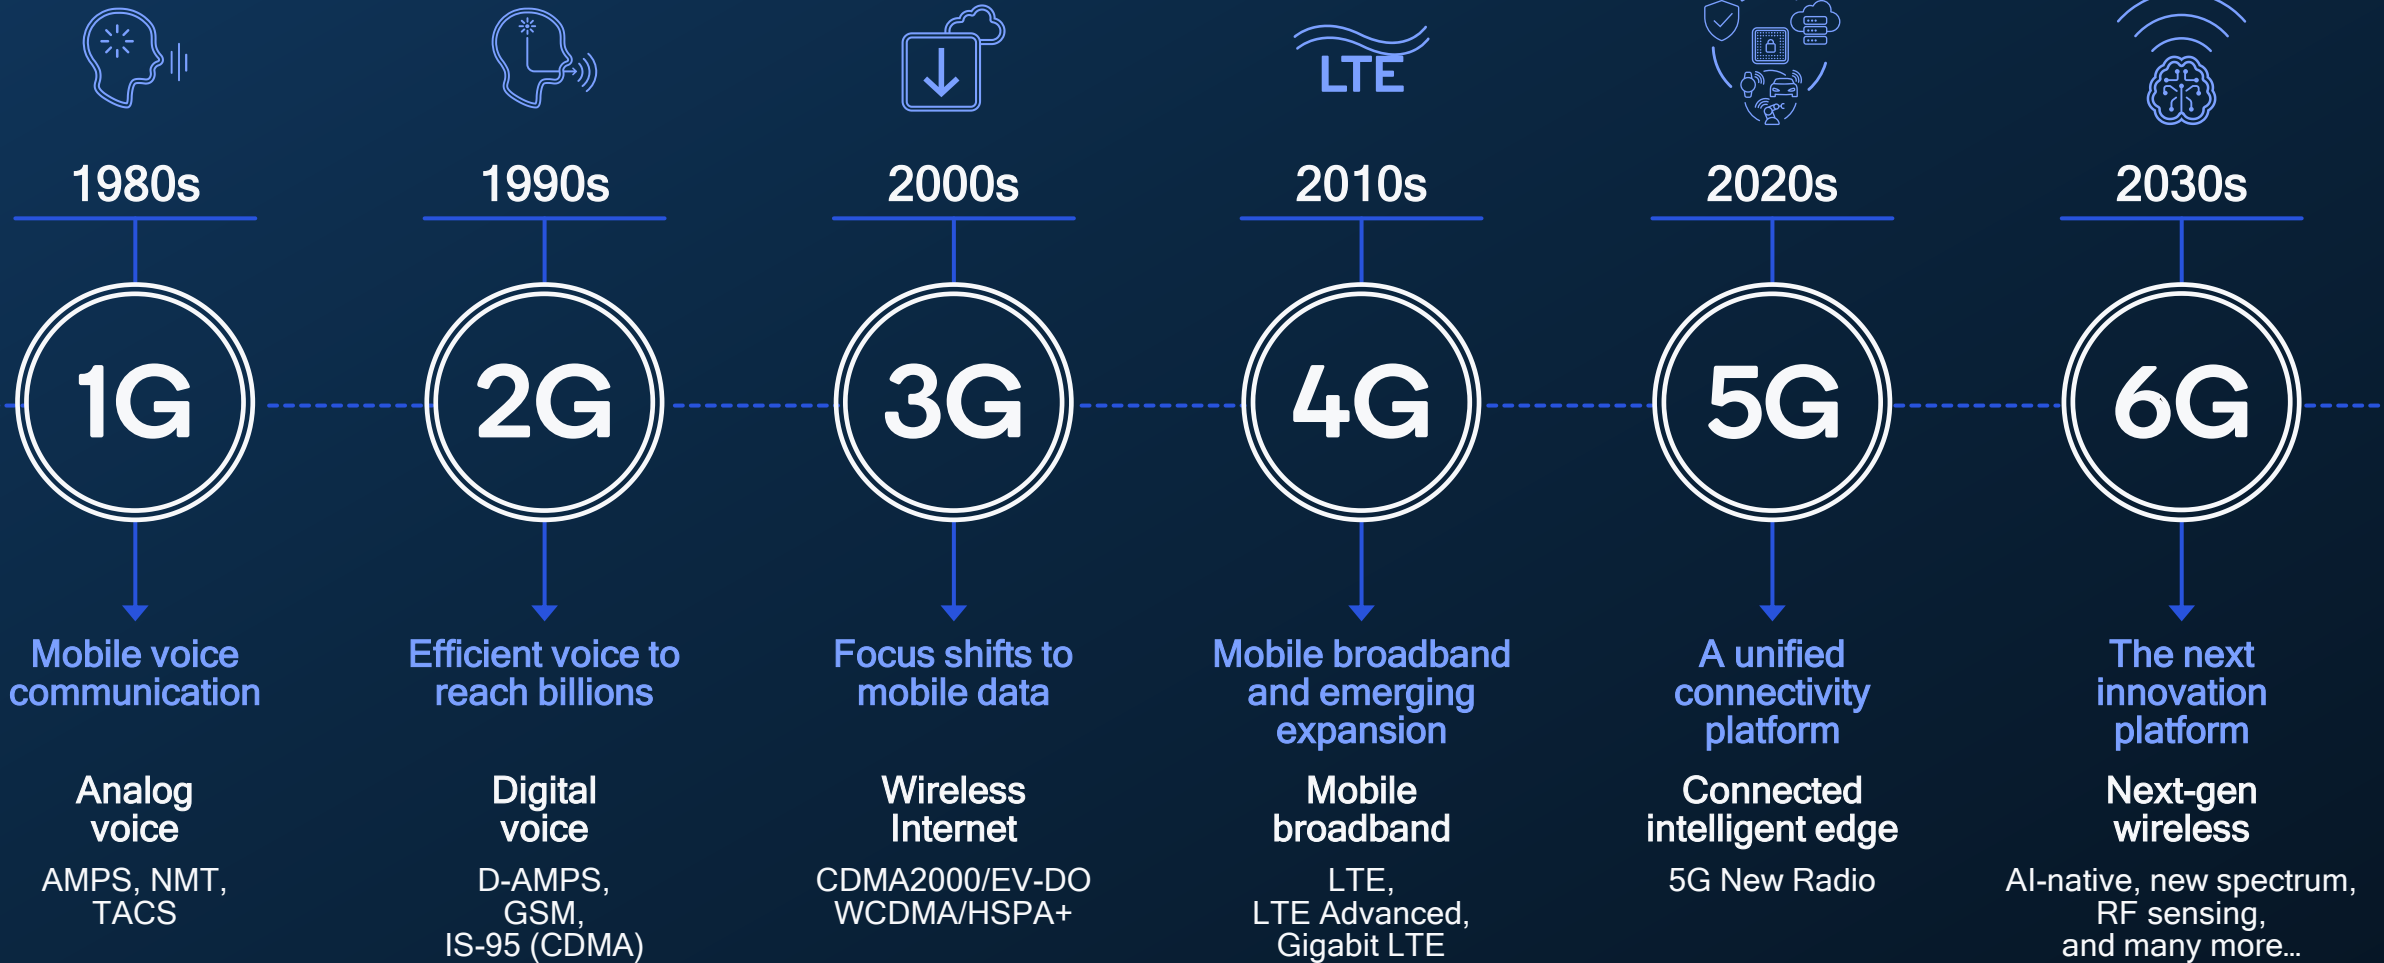 LTE
1980s
1990s
2000s
2010s
2020s
2030s
1G
2G
3G
4G
5G
6G
Mobile voice
communication
Efficient voice to
reach billions
Focus shifts to
mobile data
Mobile broadband
and emerging
expansion
A unified
connectivity
platform
The next
innovation
platform
Analog
voice
Digital
voice
Wireless
Internet
Mobile
broadband
Connected
intelligent edge
Next-gen
wireless
AMPS, NMT,
TACS
D-AMPS,
GSM,
IS-95 (CDMA)
CDMA2000/EV-DO
WCDMA/HSPA+
LTE,
LTE Advanced,
Gigabit LTE
5G New Radio
AI-native, new spectrum,
RF sensing,
and many more...